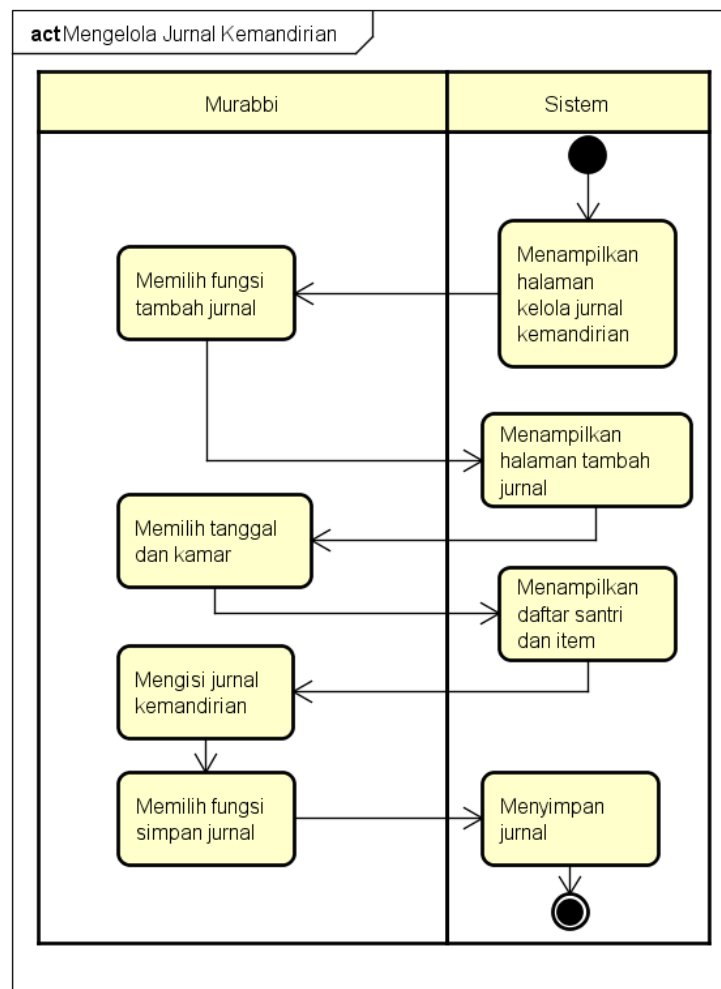 act Mengelola Jurnal Kemandirian
Murabbi
Sistem
Menampilkan
halaman
kelola jurnal
kemandirian
Memilih fungsi
tambah jurnal
Menampilkan
halaman tambah
jurnal
Memilih tanggal
dan kamar
Menampilkan
daftar santri
dan item
Mengisi jurnal
kemandirian
Memilih fungsi
simpan jurnal
Menyimpan
jurnal